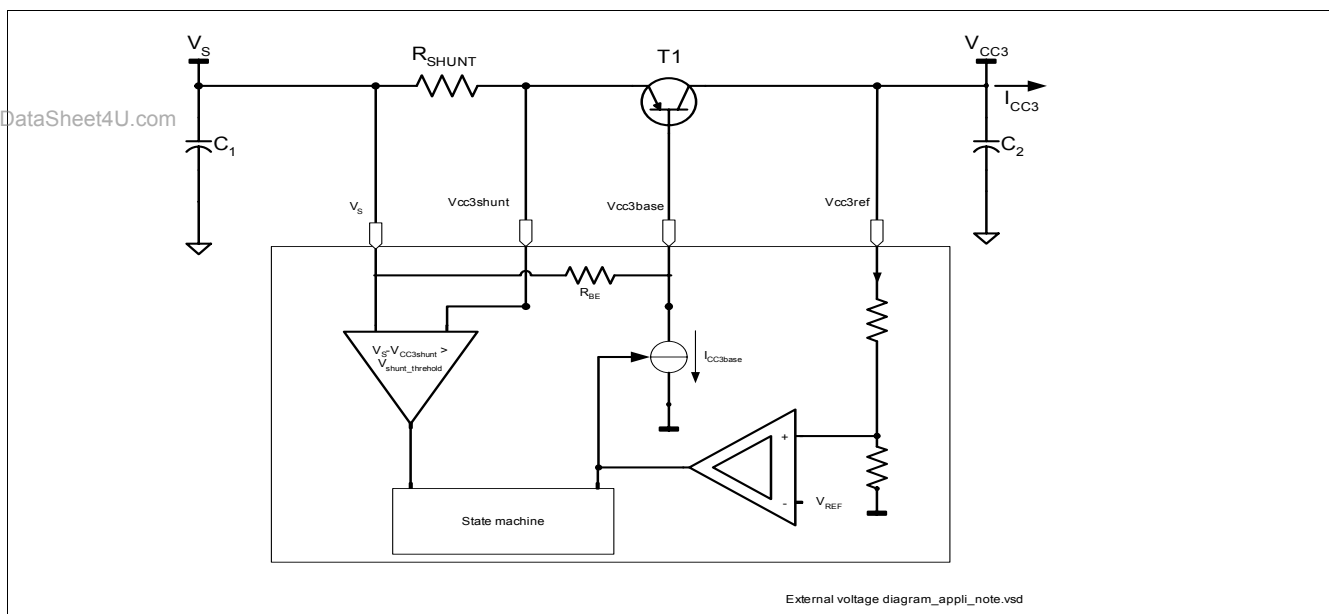 VS
RSHUNT
T1
VCC3
ICC3
DataSheet4U.com
C1
C2
VS
Vcc3shunt
Vcc3base
Vcc3ref
RBE
VS-VCC3shunt >
Vshunt_threhold
ICC3base
+
-
VREF
State machine
External voltage diagram_appli_note.vsd